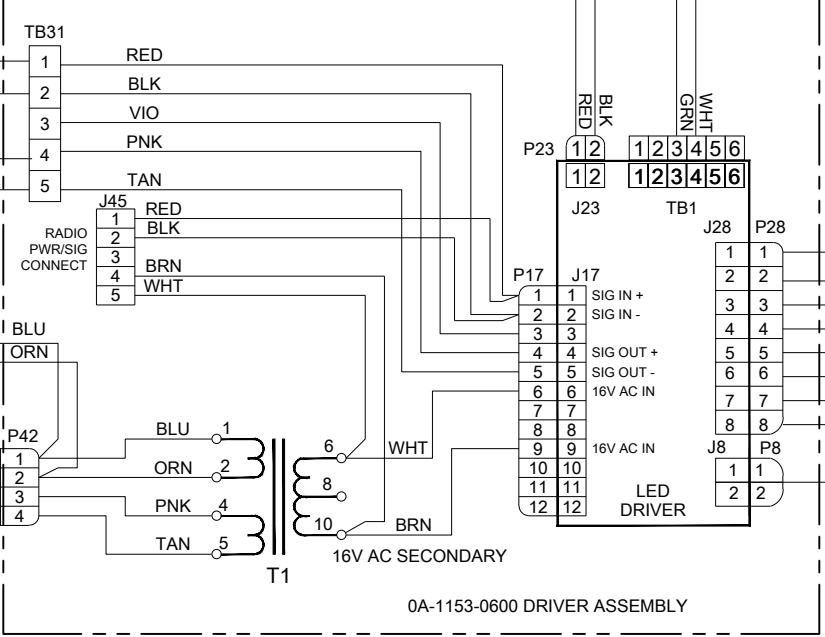 TB31
1
2
3
4
5
RED
BLK
VIO
PNK
TAN
J45
1
2
3
4
5
RADIO
PWR/SIG
CONNECT
RED
BLK
BRN
WHT
RED
BLK
GRN
WHT
P23
1 2
1 2
J23
1 2 3 4 5 6
1 2 3 4 5 6
TB1
J28 P28
1 1
2 2
3 3
4 4
5 5
6 6
7 7
8 8
J8 P8
1 1
2 2
P17 J17
1 1 SIG IN +
2 2 SIG IN -
3 3
4 4 SIG OUT +
5 5 SIG OUT -
6 6 16V AC IN
7 7
8 8
9 9 16V AC IN
10 10
11 11
12 12
LED
DRIVER
BLU
ORN
P42
1
2
3
4
BLU
ORN
PNK
TAN
1
2
4
5
6
8
10
WHT
BRN
16V AC SECONDARY
T1
0A-1153-0600 DRIVER ASSEMBLY